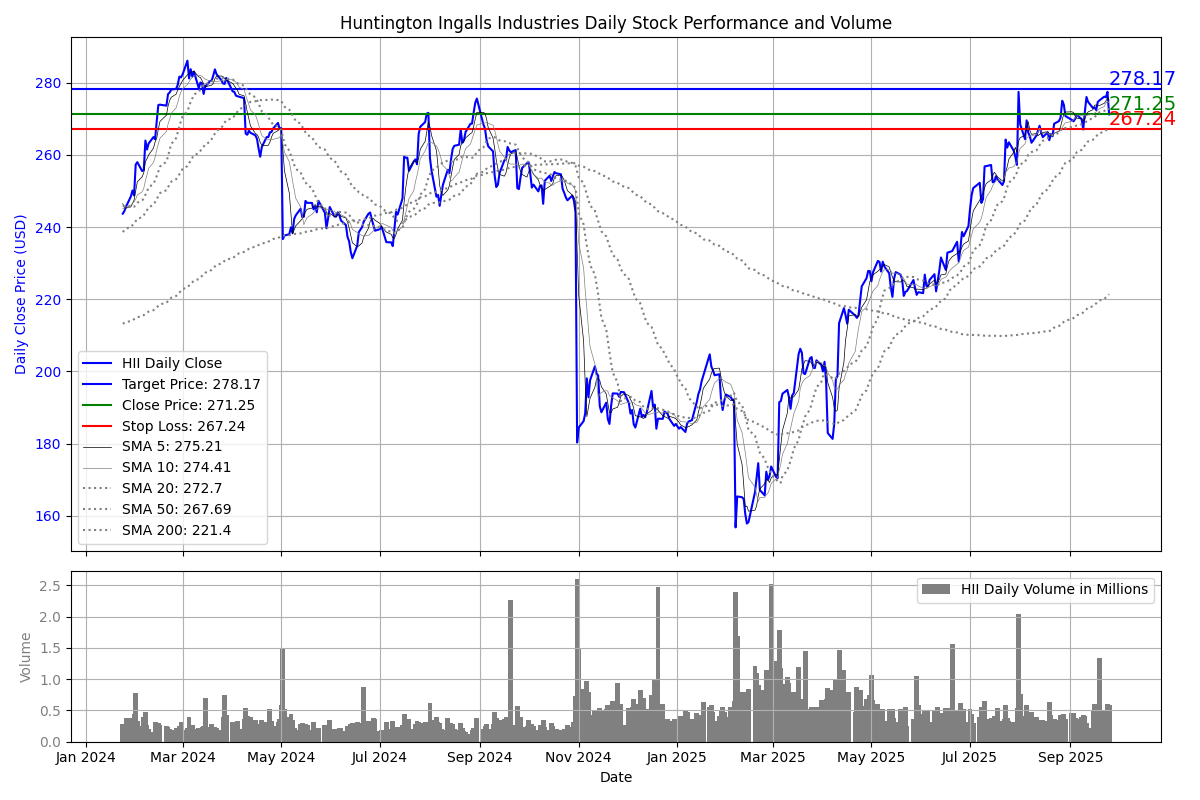 Huntington Ingalls Industries Daily Stock Performance and Volume
Daily Close Price (USD)
280
260
240
220
200
180
160
278.17
271.25
267.24
HII Daily Close
Target Price: 278.17
Close Price: 271.25
Stop Loss: 267.24
SMA 5: 275.21
SMA 10: 274.41
SMA 20: 272.7
SMA 50: 267.69
SMA 200: 221.4
Volume
2.5
2.0
1.5
1.0
0.5
0.0
HII Daily Volume in Millions
Jan 2024 Mar 2024 May 2024 Jul 2024 Sep 2024 Nov 2024 Jan 2025 Mar 2025 May 2025 Jul 2025 Sep 2025
Date